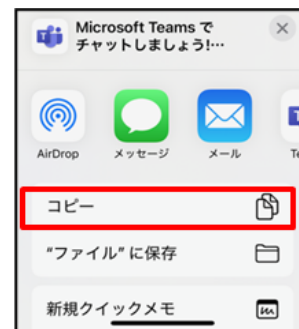 Microsoft Teams で
チャットしましょう!…
AirDrop
メッセージ
メール
コピー
"ファイル" に保存
新規クイックメモ